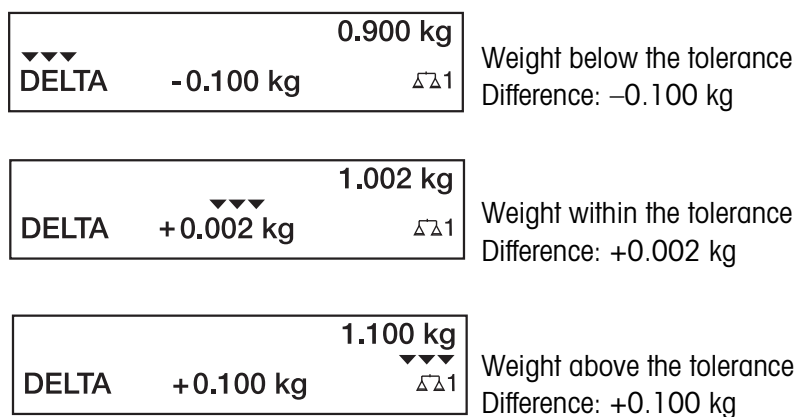 0.900 kg
DELTA -0.100 kg 1
Weight below the tolerance
Difference: –0.100 kg
1.002 kg
DELTA +0.002 kg 1
Weight within the tolerance
Difference: +0.002 kg
1.100 kg
DELTA +0.100 kg 1
Weight above the tolerance
Difference: +0.100 kg